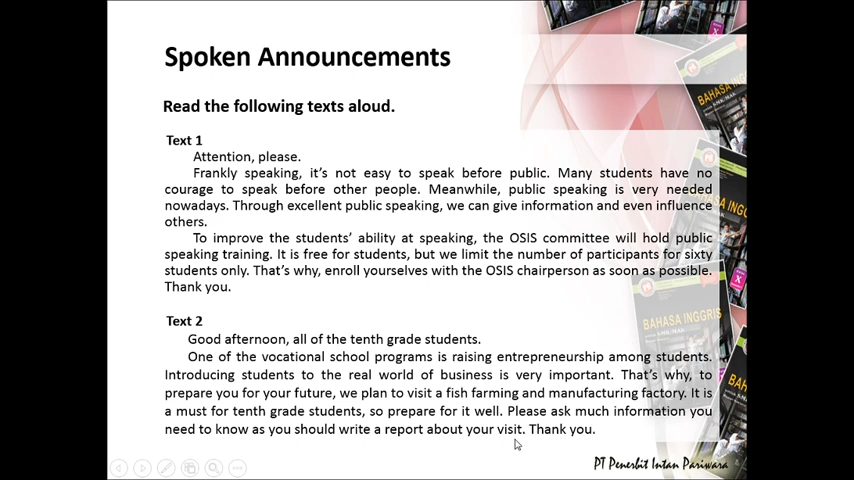 Spoken Announcements
Read the following texts aloud.
Text 1
Attention, please.
Frankly speaking, it's not easy to speak before public. Many students have no
courage to speak before other people. Meanwhile, public speaking is very needed
nowadays. Through excellent public speaking, we can give information and even influence
others.
To improve the students' ability at speaking, the OSIS committee will hold public
speaking training. It is free for students, but we limit the number of participants for sixty
students only. That's why, enroll yourselves with the OSIS chairperson as soon as possible.
Thank you.
Text 2
Good afternoon, all of the tenth grade students.
One of the vocational school programs is raising entrepreneurship among students.
Introducing students to the real world of business is very important. That's why, to
prepare you for your future, we plan to visit a fish farming and manufacturing factory. It is
a must for tenth grade students, so prepare for it well. Please ask much information you
need to know as you should write a report about your visit. Thank you.
PT Penerbit Intan Pariwara
BAHASA INGGRIS